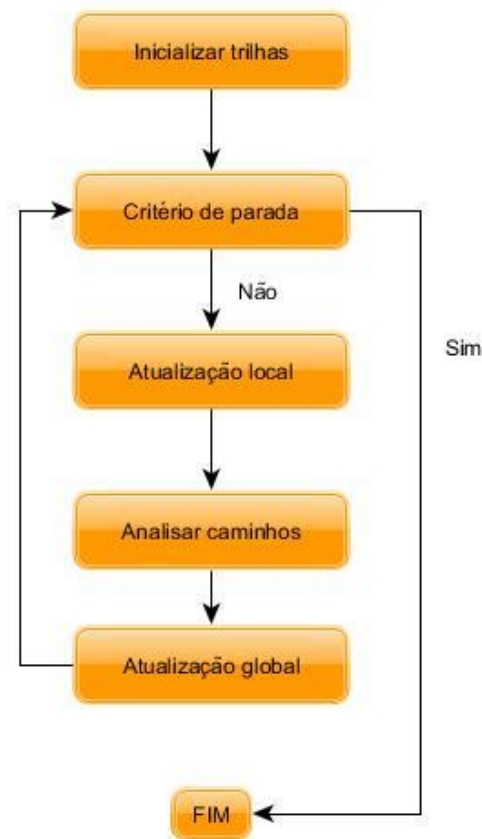 Inicializar trilhas
Critério de parada
Não
Sim
Atualização local
Analisar caminhos
Atualização global
FIM